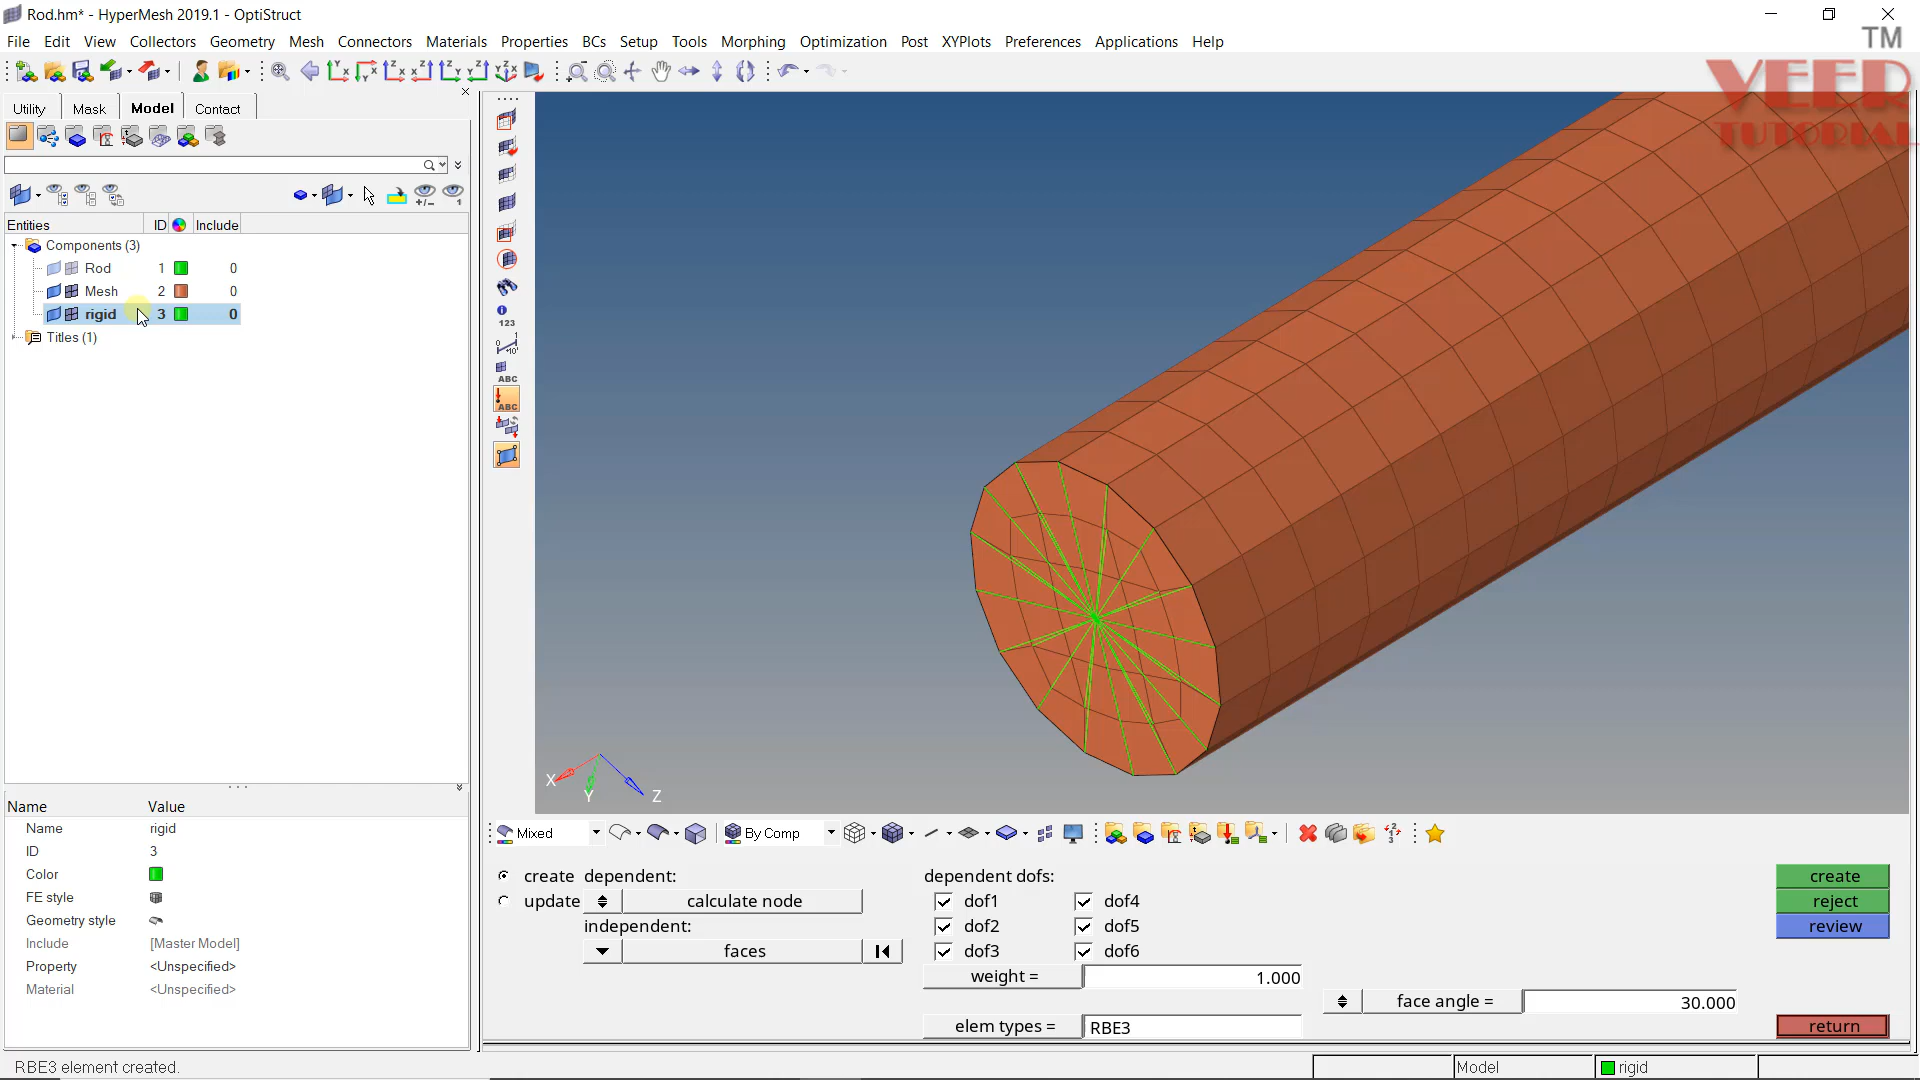 Rod.hm* - HyperMesh 2019.1 - OptiStruct
File Edit View Collectors Geometry Mesh Connectors Materials Properties BCs Setup Tools Morphing Optimization Post XYPlots Preferences Applications Help
TM
VEER
TUTORIAL
Utility Mask Model Contact
Entities ID Include
Components (3)
Rod 1 0
Mesh 2 0
rigid 3 0
Titles (1)
123
ABC
ABC
X Y Z
Name Value
Name rigid
ID 3
Color
FE style
Geometry style
Include [Master Model]
Property <Unspecified>
Material <Unspecified>
Mixed By Comp
create dependent: dependent dofs: create
update calculate node dof1 dof4 reject
independent: dof2 dof5 review
faces dof3 dof6
weight = 1.000
face angle = 30.000
elem types = RBE3 return
RBE3 element created. Model rigid